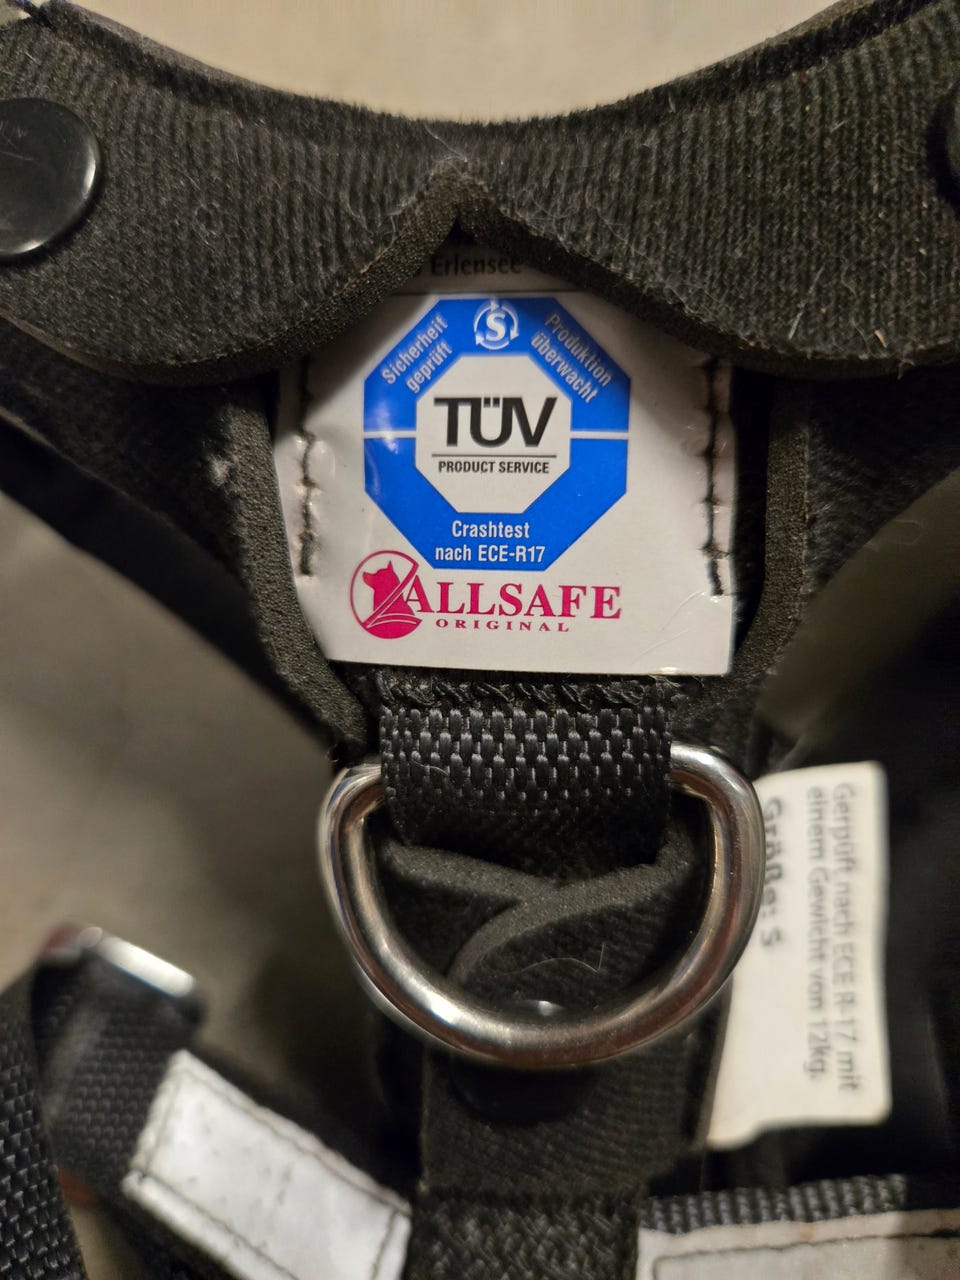 Erlensee
Sicherheit
geprüft
S
Produktion
überwacht
TÜV
PRODUCT SERVICE
Crashtest
nach ECE-R17
ALLSAFE
ORIGINAL
Gerpüft nach ECE R-17 mit
einem Gewicht von 12kg.
Größe: S